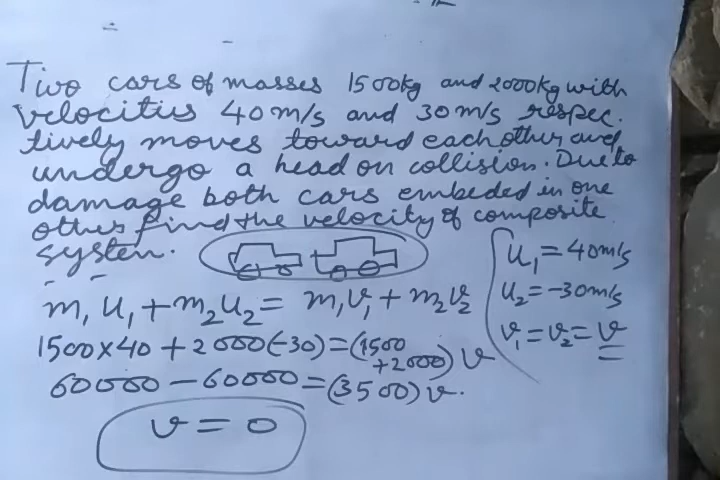 Two cars of masses 1500kg and 2000kg with
velocities 40m/s and 30m/s respec.
tively moves toward each other and
undergo a head on collision. Due to
damage both cars embeded in one
other find the velocity of composite
system.
m₁u₁+m₂u₂= m₁v₁+m₂v₂
1500×40+2000(-30)=(1500
+2000)v
60000-60000=(3500)v.
v=0
u₁=40m/s
u₂=-30m/s
v₁=v₂=v